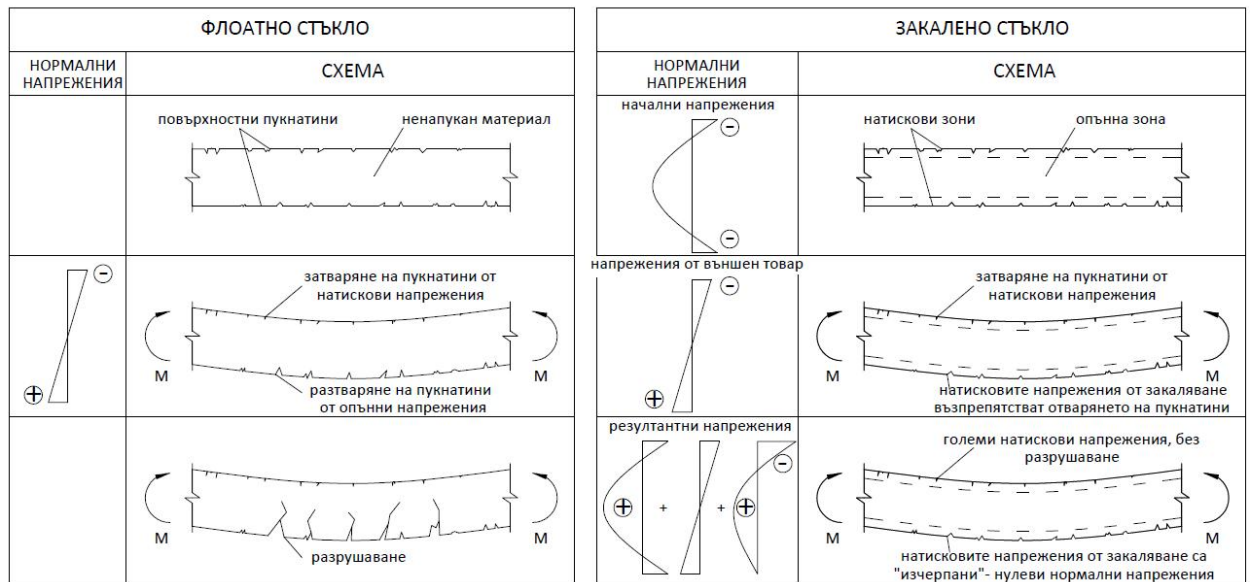 ФЛОАТНО СТЪКЛО
НОРМАЛНИ
НАПРЕЖЕНИЯ
СХЕМА
повърхностни пукнатини
ненапукан материал
−
+
затваряне на пукнатини от
натискови напрежения
M
M
разтваряне на пукнатини
от опънни напрежения
M
M
разрушаване
ЗАКАЛЕНО СТЪКЛО
НОРМАЛНИ
НАПРЕЖЕНИЯ
СХЕМА
начални напрежения
−
−
натискови зони
опънна зона
напрежения от външен товар
−
+
затваряне на пукнатини от
натискови напрежения
M
M
натисковите напрежения от закаляване
възпрепятстват отварянето на пукнатини
резултантни напрежения
+ + + + −
големи натискови напрежения, без
разрушаване
M
M
натисковите напрежения от закаляване са
"изчерпани"- нулеви нормални напрежения